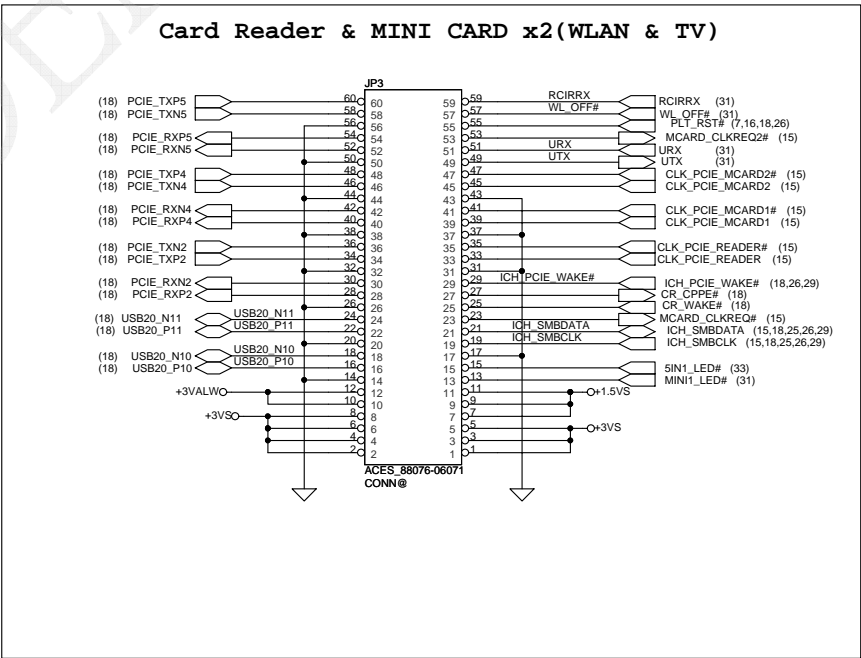 Card Reader & MINI CARD x2(WLAN & TV)
JP3
(18) PCIE_TXP5 60 60 59 59 RCIRRX RCIRRX (31)
(18) PCIE_TXN5 58 58 57 57 WL_OFF# WL_OFF# (31)
56 56 55 55 PLT_RST# (7,16,18,26)
(18) PCIE_RXP5 54 54 53 53 MCARD_CLKREQ2# (15)
(18) PCIE_RXN5 52 52 51 51 URX URX (31)
50 50 49 49 UTX UTX (31)
(18) PCIE_TXP4 48 48 47 47 CLK_PCIE_MCARD2# (15)
(18) PCIE_TXN4 46 46 45 45 CLK_PCIE_MCARD2 (15)
44 44 43 43
(18) PCIE_RXN4 42 42 41 41 CLK_PCIE_MCARD1# (15)
(18) PCIE_RXP4 40 40 39 39 CLK_PCIE_MCARD1 (15)
38 38 37 37
(18) PCIE_TXN2 36 36 35 35 CLK_PCIE_READER# (15)
(18) PCIE_TXP2 34 34 33 33 CLK_PCIE_READER (15)
32 32 31 31
(18) PCIE_RXN2 30 30 29 29 ICH_PCIE_WAKE# ICH_PCIE_WAKE# (18,26,29)
(18) PCIE_RXP2 28 28 27 27 CR_CPPE# (18)
26 26 25 25 CR_WAKE# (18)
(18) USB20_N11 USB20_N11 24 24 23 23 MCARD_CLKREQ# (15)
(18) USB20_P11 USB20_P11 22 22 21 21 ICH_SMBDATA ICH_SMBDATA (15,18,25,26,29)
20 20 19 19 ICH_SMBCLK ICH_SMBCLK (15,18,25,26,29)
(18) USB20_N10 USB20_N10 18 18 17 17
(18) USB20_P10 USB20_P10 16 16 15 15 5IN1_LED# (33)
14 14 13 13 MINI1_LED# (31)
+3VALW 12 12 11 11 +1.5VS
10 10 9 9
+3VS 8 8 7 7
6 6 5 5 +3VS
4 4 3 3
2 2 1 1
ACES_88076-06071
CONN@